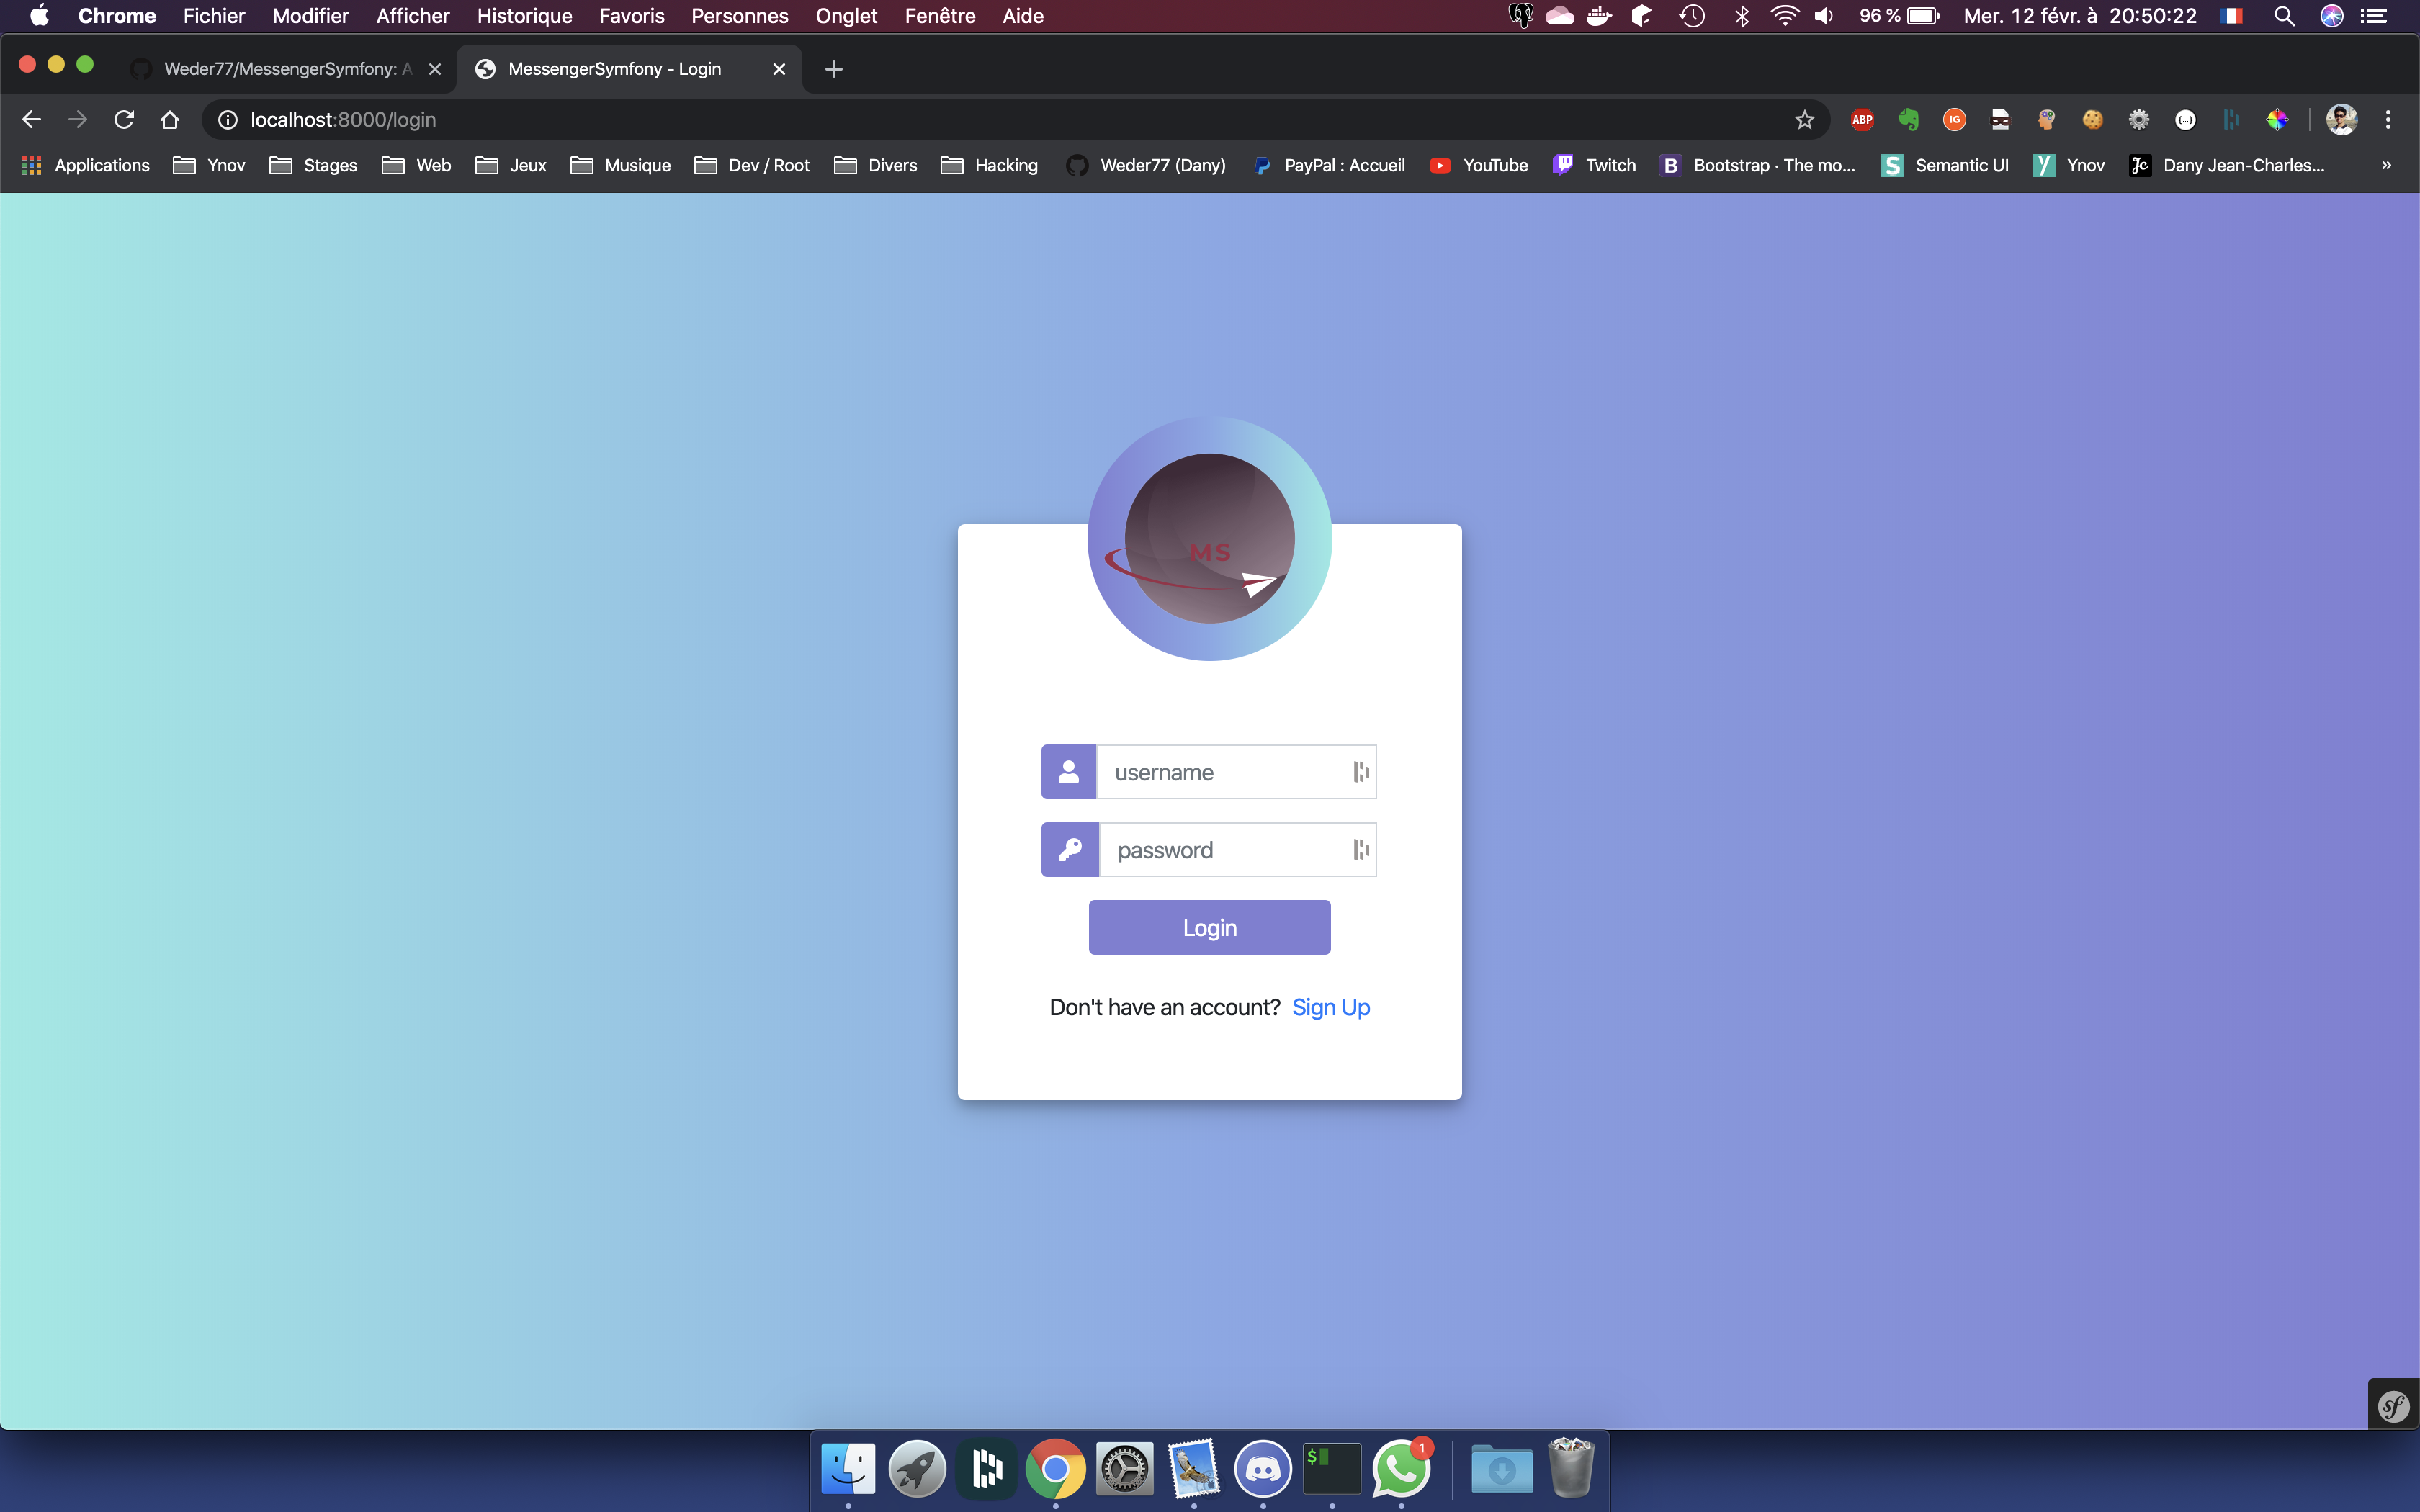 Chrome Fichier Modifier Afficher Historique Favoris Personnes Onglet Fenêtre Aide 96 % Mer. 12 févr. à 20:50:22
Weder77/MessengerSymfony: A MessengerSymfony - Login
localhost:8000/login ABP IG {...}
Applications Ynov Stages Web Jeux Musique Dev / Root Divers Hacking Weder77 (Dany) PayPal : Accueil YouTube Twitch B Bootstrap · The mo... S Semantic UI Y Ynov Jc Dany Jean-Charles... »
MS
username
password
Login
Don't have an account? Sign Up
sf
$ 1